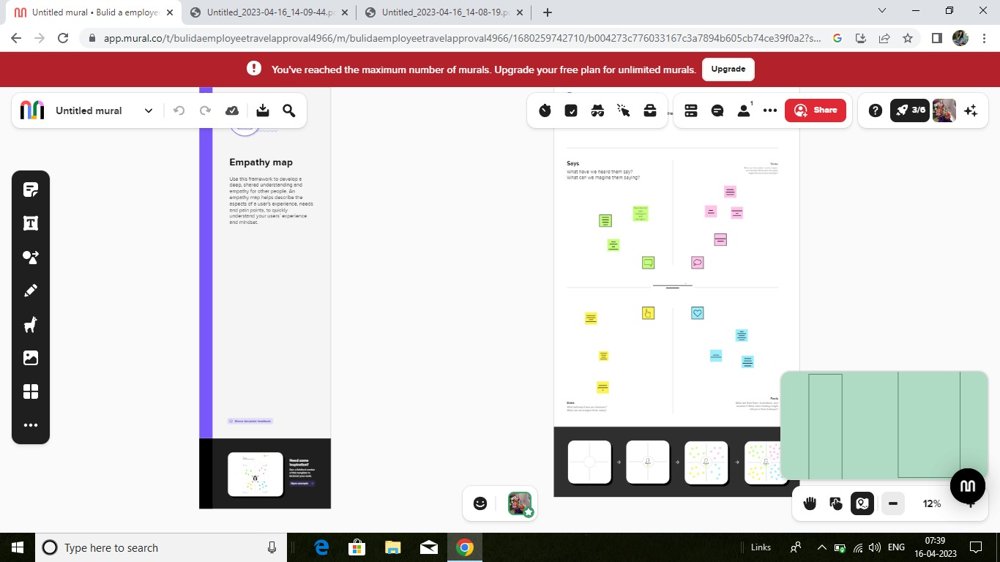 Untitled mural • Bulid a employe
Untitled_2023-04-16_14-09-44.pd
Untitled_2023-04-16_14-08-19.pd
app.mural.co/t/bulidaemployeetravelapproval4966/m/bulidaemployeetravelapproval4966/1680259742710/b004273c776033167c3a7894b605cb74ce39f0a2?s...
You've reached the maximum number of murals. Upgrade your free plan for unlimited murals.
Upgrade
Untitled mural
1
Share
3/6
Empathy map
Use this framework to develop a
deep, shared understanding and
empathy for other people. An
empathy map helps describe the
aspects of a user's experience, needs
and pain points, to quickly
understand your users' experience
and mindset.
Share template feedback
Need some
inspiration?
See a finished version
of this template to
kickstart your work.
Open example
Says
What have we heard them say?
What can we magine them saying?
Thinks
Does
What behavior have we observed?
What can we imagine them doing?
Feels
12%
Type here to search
Links
ENG
07:39
16-04-2023